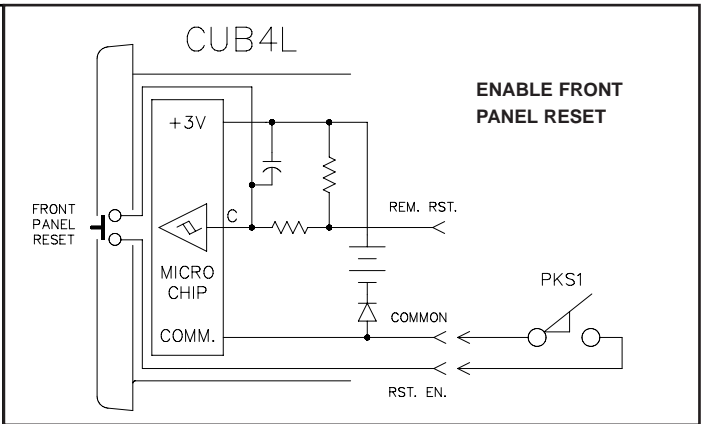 CUB4L
ENABLE FRONT
PANEL RESET
+3V
REM. RST.
FRONT
PANEL
RESET
C
MICRO
CHIP
PKS1
COMMON
COMM.
RST. EN.